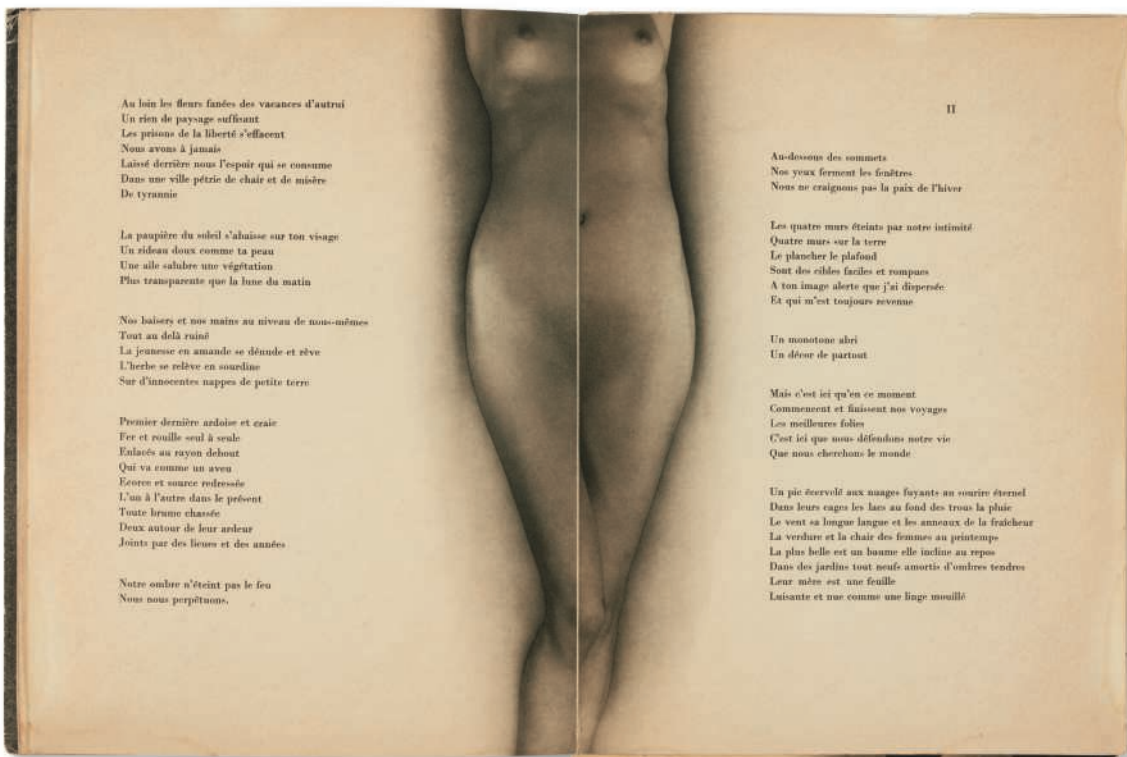 Au loin les fleurs fanées des vacances d'autrui
Un rien de paysage suffisant
Les prisons de la liberté s'effacent
Nous avons à jamais
Laissé derrière nous l'espoir qui se consume
Dans une ville pétrie de chair et de misère
De tyrannie

La paupière du soleil s'abaisse sur ton visage
Un rideau doux comme ta peau
Une aile salubre une végétation
Plus transparente que la lune du matin

Nos baisers et nos mains au niveau de nous-mêmes
Tout au delà ruiné
La jeunesse en amande se dénude et rêve
L'herbe se relève en sourdine
Sur d'innocentes nappes de petite terre

Premier dernière ardoise et craie
Fer et rouille seul à seule
Enlacés au rayon debout
Qui va comme un aveu
Ecorce et source redressée
L'un à l'autre dans le présent
Toute brume chassée
Deux autour de leur ardeur
Joints par des lieues et des années

Notre ombre n'éteint pas le feu
Nous nous perpétuons.

II

Au-dessous des sommets
Nos yeux ferment les fenêtres
Nous ne craignons pas la paix de l'hiver

Les quatre murs éteints par notre intimité
Quatre murs sur la terre
Le plancher le plafond
Sont des cibles faciles et rompues
A ton image alerte que j'ai dispersée
Et qui m'est toujours revenue

Un monotone abri
Un décor de partout

Mais c'est ici qu'en ce moment
Commencent et finissent nos voyages
Les meilleures folies
C'est ici que nous défendons notre vie
Que nous cherchons le monde

Un pic écervelé aux nuages fuyants au sourire éternel
Dans leurs cages les lacs au fond des trous la pluie
Le vent sa longue langue et les anneaux de la fraîcheur
La verdure et la chair des femmes au printemps
La plus belle est un baume elle incline au repos
Dans des jardins tout neufs amortis d'ombres tendres
Leur mère est une feuille
Luisante et nue comme une linge mouillé